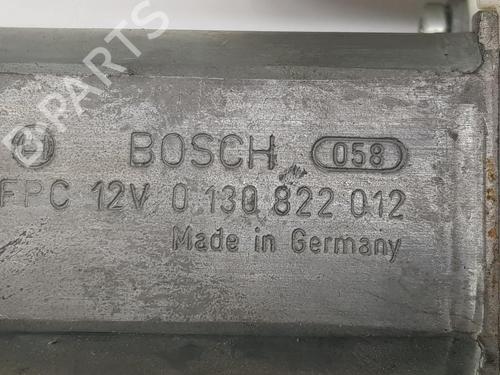 BOSCH 058
FPC 12V 0 130 822 012
Made in Germany
B-PARTS